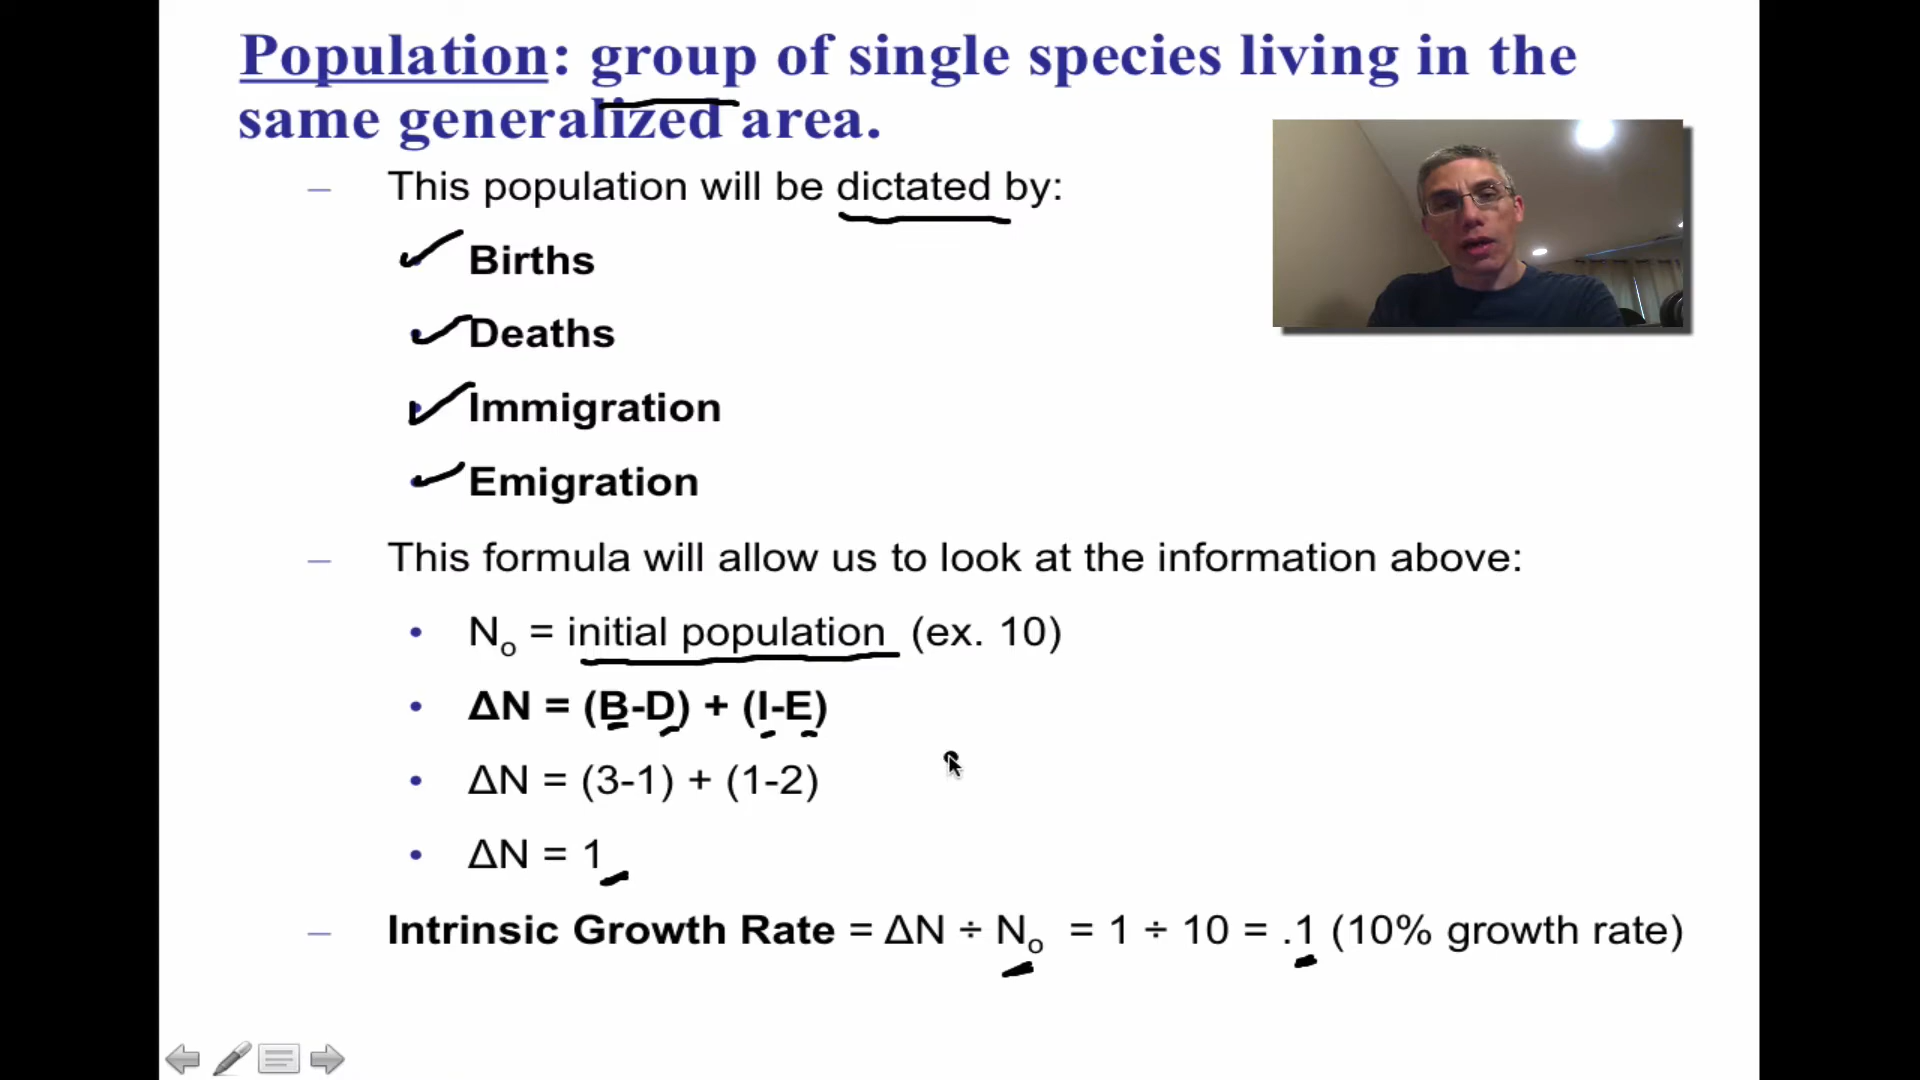 Population: group of single species living in the
same generalized area.
– This population will be dictated by:
Births
• Deaths
• Immigration
• Emigration
– This formula will allow us to look at the information above:
• Nₒ = initial population (ex. 10)
• ΔN = (B-D) + (I-E)
• ΔN = (3-1) + (1-2)
• ΔN = 1
– Intrinsic Growth Rate = ΔN ÷ Nₒ = 1 ÷ 10 = .1 (10% growth rate)